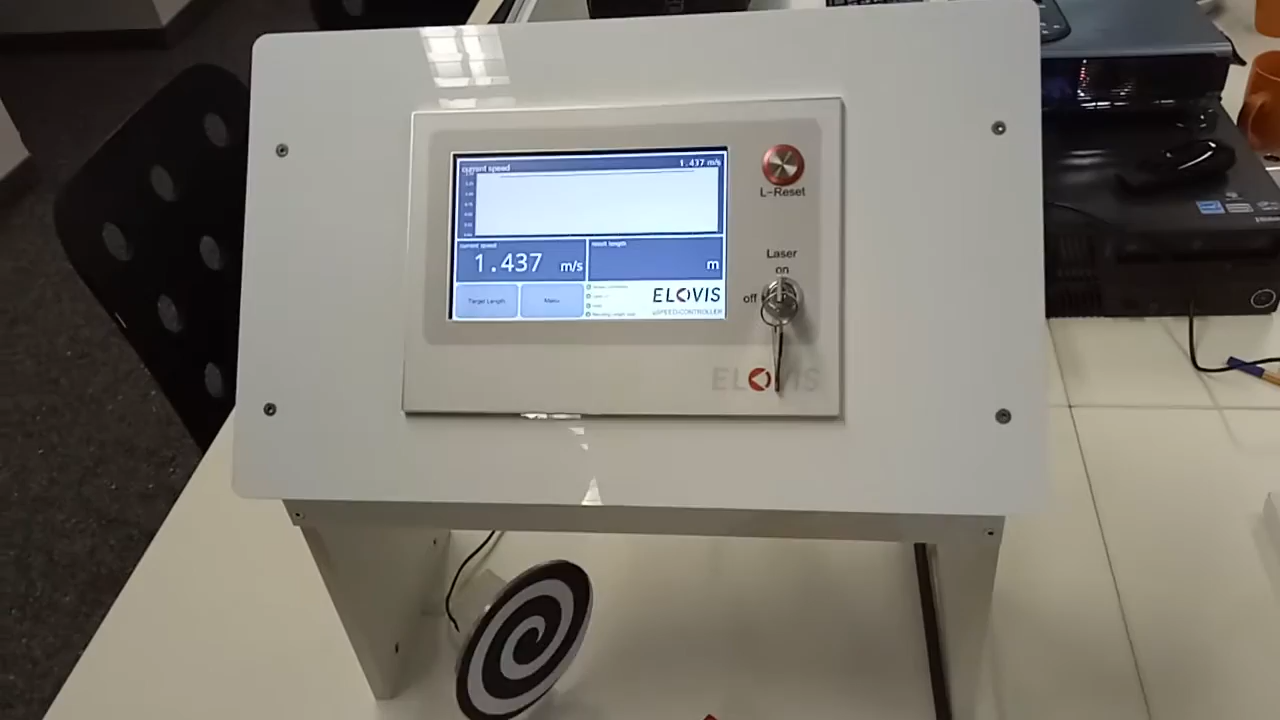 current speed 1.437 m/s
current speed
1.437 m/s
result length
m
Target Length
Menu
ELOVIS
µSPEED-CONTROLLER
L-Reset
Laser
on
off
ELOVIS